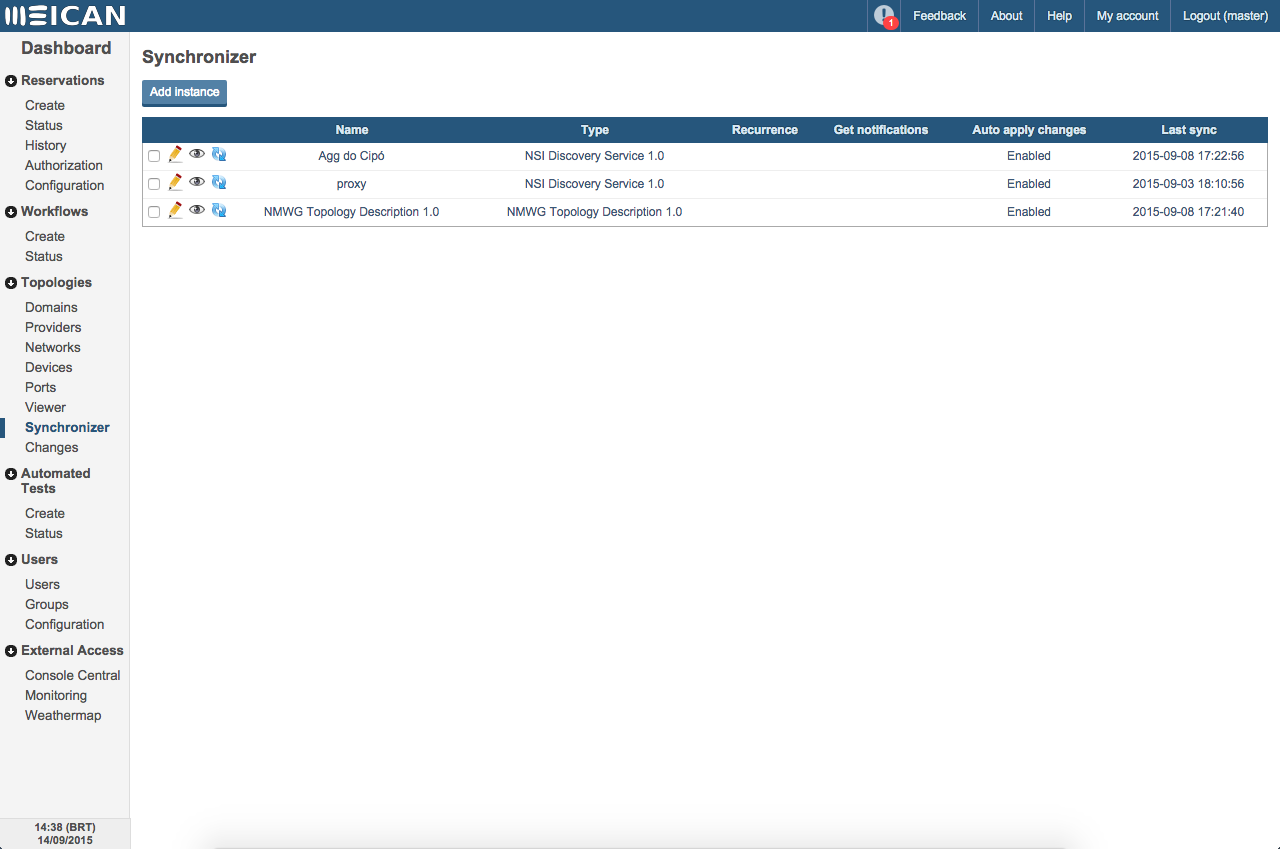 MEICAN
1
Feedback
About
Help
My account
Logout (master)
Dashboard
Reservations
Create
Status
History
Authorization
Configuration
Workflows
Create
Status
Topologies
Domains
Providers
Networks
Devices
Ports
Viewer
Synchronizer
Changes
Automated
Tests
Create
Status
Users
Users
Groups
Configuration
External Access
Console Central
Monitoring
Weathermap
14:38 (BRT)
14/09/2015
Synchronizer
Add instance
Name Type Recurrence Get notifications Auto apply changes Last sync
Agg do Cipó NSI Discovery Service 1.0 Enabled 2015-09-08 17:22:56
proxy NSI Discovery Service 1.0 Enabled 2015-09-03 18:10:56
NMWG Topology Description 1.0 NMWG Topology Description 1.0 Enabled 2015-09-08 17:21:40